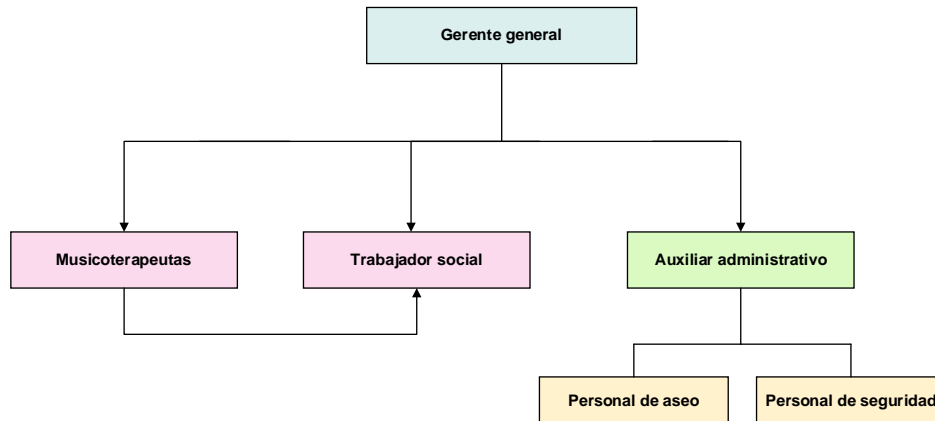 Gerente general
Musicoterapeutas
Trabajador social
Auxiliar administrativo
Personal de aseo
Personal de seguridad